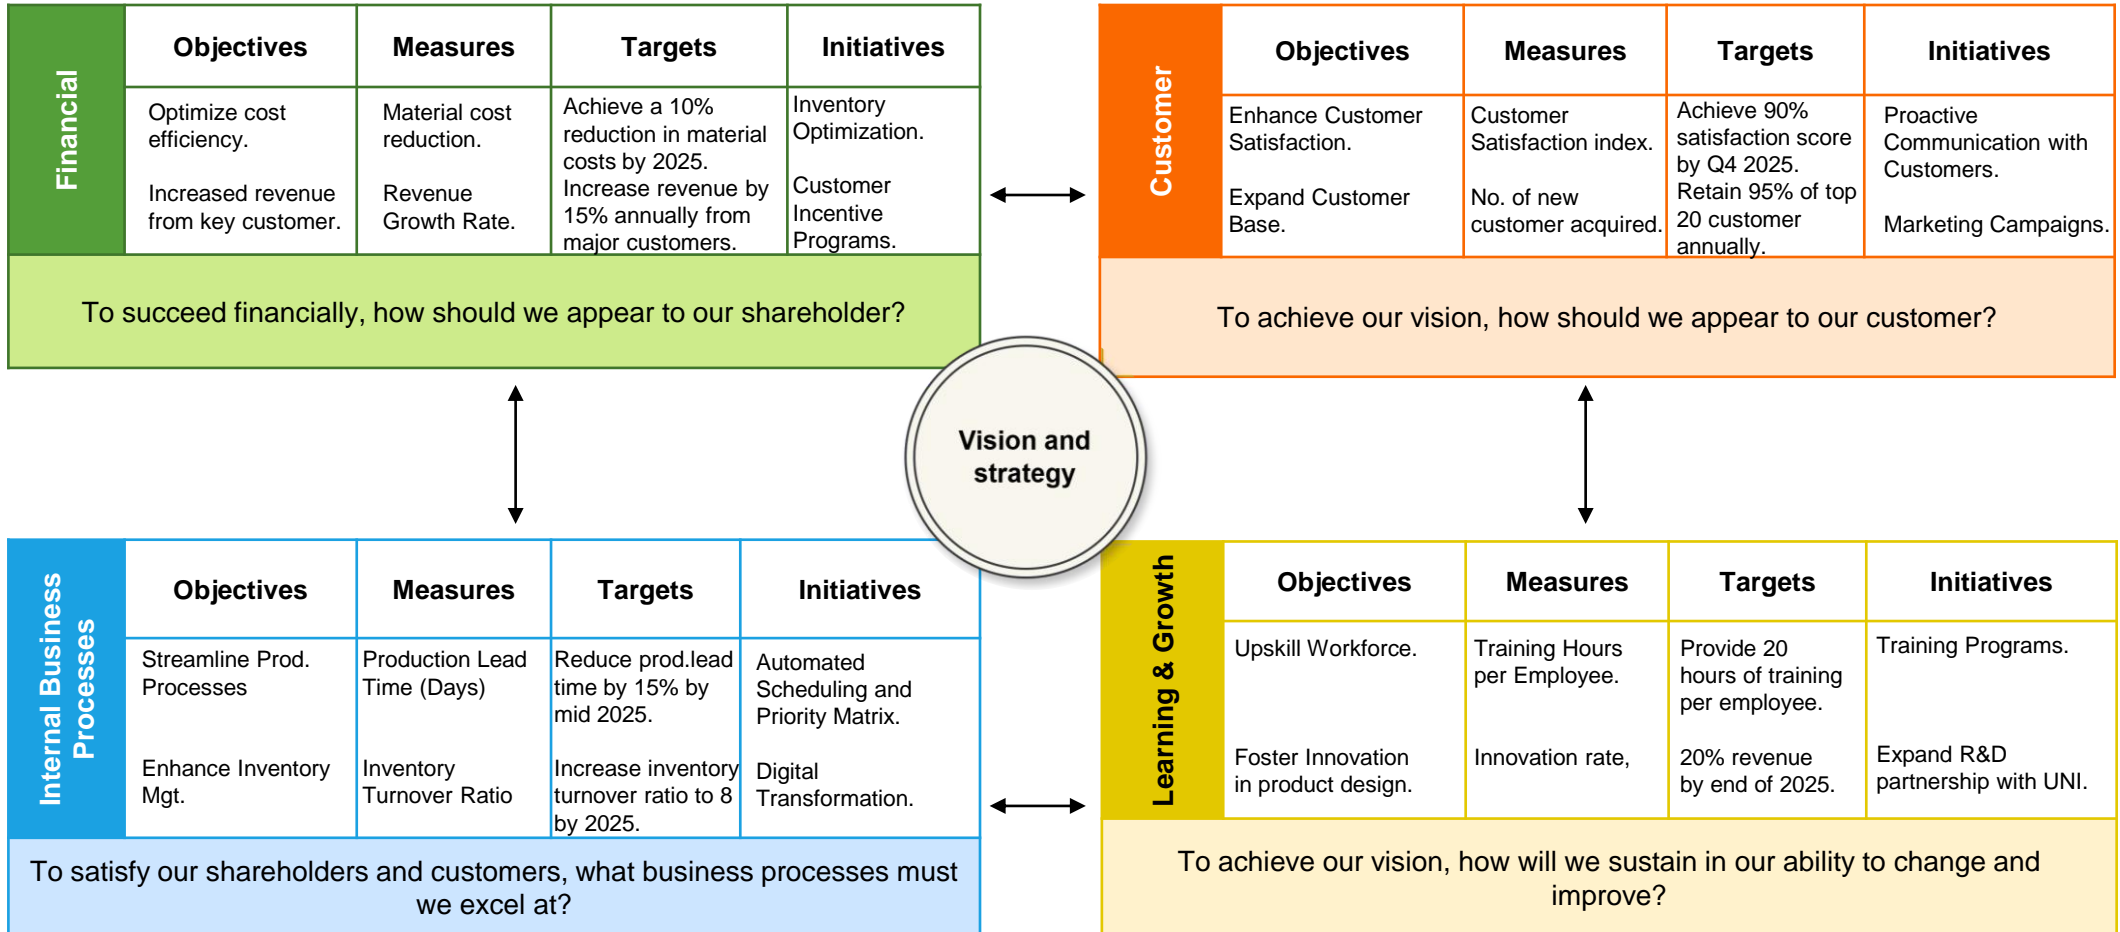 Financial
Objectives
Measures
Targets
Initiatives
Optimize cost
efficiency.
Increased revenue
from key customer.
Material cost
reduction.
Revenue
Growth Rate.
Achieve a 10%
reduction in material
costs by 2025.
Increase revenue by
15% annually from
major customers.
Inventory
Optimization.
Customer
Incentive
Programs.
To succeed financially, how should we appear to our shareholder?
Customer
Objectives
Measures
Targets
Initiatives
Enhance Customer
Satisfaction.
Expand Customer
Base.
Customer
Satisfaction index.
No. of new
customer acquired.
Achieve 90%
satisfaction score
by Q4 2025.
Retain 95% of top
20 customer
annually.
Proactive
Communication with
Customers.
Marketing Campaigns.
To achieve our vision, how should we appear to our customer?
Vision and
strategy
Internal Business
Processes
Objectives
Measures
Targets
Initiatives
Streamline Prod.
Processes
Enhance Inventory
Mgt.
Production Lead
Time (Days)
Inventory
Turnover Ratio
Reduce prod.lead
time by 15% by
mid 2025.
Increase inventory
turnover ratio to 8
by 2025.
Automated
Scheduling and
Priority Matrix.
Digital
Transformation.
To satisfy our shareholders and customers, what business processes must
we excel at?
Learning & Growth
Objectives
Measures
Targets
Initiatives
Upskill Workforce.
Foster Innovation
in product design.
Training Hours
per Employee.
Innovation rate,
Provide 20
hours of training
per employee.
20% revenue
by end of 2025.
Training Programs.
Expand R&D
partnership with UNI.
To achieve our vision, how will we sustain in our ability to change and
improve?